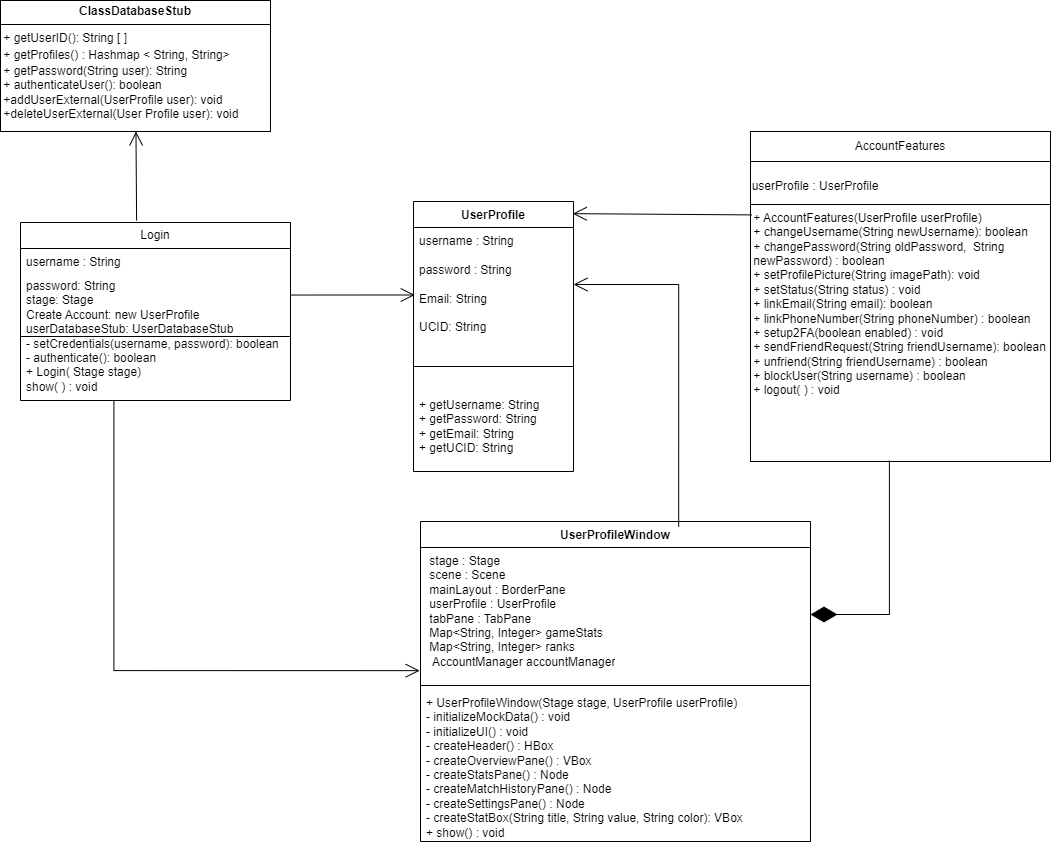 ClassDatabaseStub
+ getUserID(): String [ ]
+ getProfiles() : Hashmap < String, String>
+ getPassword(String user): String
+ authenticateUser(): boolean
+addUserExternal(UserProfile user): void
+deleteUserExternal(User Profile user): void
Login
username : String
password: String
stage: Stage
Create Account: new UserProfile
userDatabaseStub: UserDatabaseStub
- setCredentials(username, password): boolean
- authenticate(): boolean
+ Login( Stage stage)
show( ) : void
UserProfile
username : String
password : String
Email: String
UCID: String
+ getUsername: String
+ getPassword: String
+ getEmail: String
+ getUCID: String
AccountFeatures
userProfile : UserProfile
+ AccountFeatures(UserProfile userProfile)
+ changeUsername(String newUsername): boolean
+ changePassword(String oldPassword, String
newPassword) : boolean
+ setProfilePicture(String imagePath): void
+ setStatus(String status) : void
+ linkEmail(String email): boolean
+ linkPhoneNumber(String phoneNumber) : boolean
+ setup2FA(boolean enabled) : void
+ sendFriendRequest(String friendUsername): boolean
+ unfriend(String friendUsername) : boolean
+ blockUser(String username) : boolean
+ logout( ) : void
UserProfileWindow
stage : Stage
scene : Scene
mainLayout : BorderPane
userProfile : UserProfile
tabPane : TabPane
Map<String, Integer> gameStats
Map<String, Integer> ranks
AccountManager accountManager
+ UserProfileWindow(Stage stage, UserProfile userProfile)
- initializeMockData() : void
- initializeUI() : void
- createHeader() : HBox
- createOverviewPane() : VBox
- createStatsPane() : Node
- createMatchHistoryPane() : Node
- createSettingsPane() : Node
- createStatBox(String title, String value, String color): VBox
+ show() : void